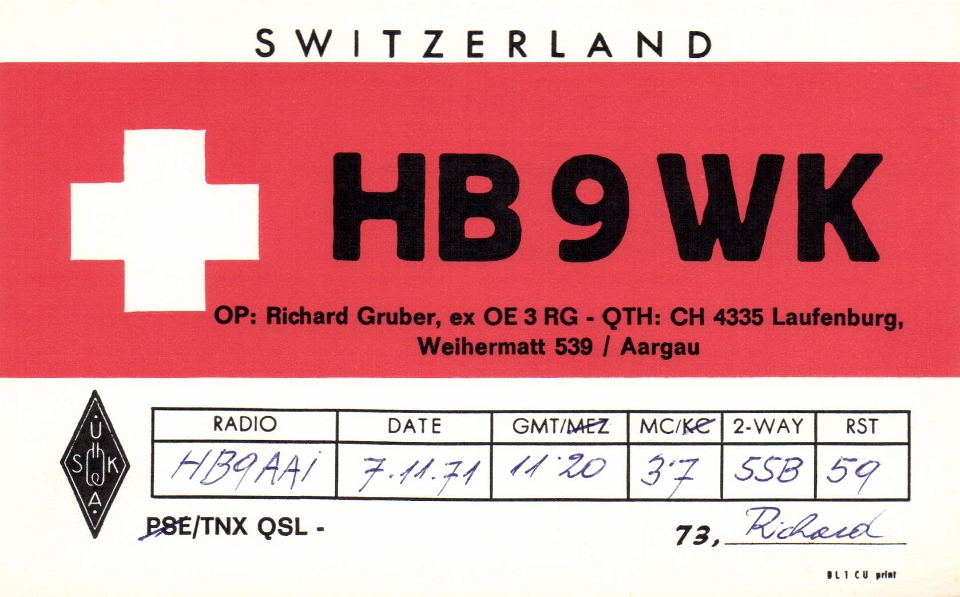 SWITZERLAND
HB9WK
OP: Richard Gruber, ex OE 3 RG - QTH: CH 4335 Laufenburg,
Weihermatt 539 / Aargau
RADIO DATE GMT/MEZ MC/KC 2-WAY RST
HB9AAi 7.11.71 11˙20 3˙7 SSB 59
U
S K
A
PSE/TNX QSL -
73, Richard
DL1CU print